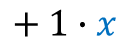 + 1 · x